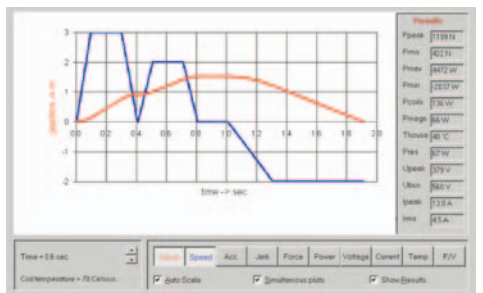 Results
Fpeak 1199 N
Frms 422 N
Pmax 4472 W
Pmin -2037 W
Pcoils 136 W
Pmagn 66 W
Thouse 40 °C
Pres 67 W
Upeak 379 V
Ubus 560 V
Ipeak 13.8 A
Irms 4.5 A
3
2
1
0
-1
-2
0.0 0.2 0.4 0.6 0.8 1.0 1.2 1.4 1.6 1.8 2.0
time -> sec.
Time = 0.6 sec.
Coil temperature = 70 Celsius.
Speed Acc. Jerk Force Power Voltage Current Temp F/V
Auto Scale Simultaneous plots Show Results